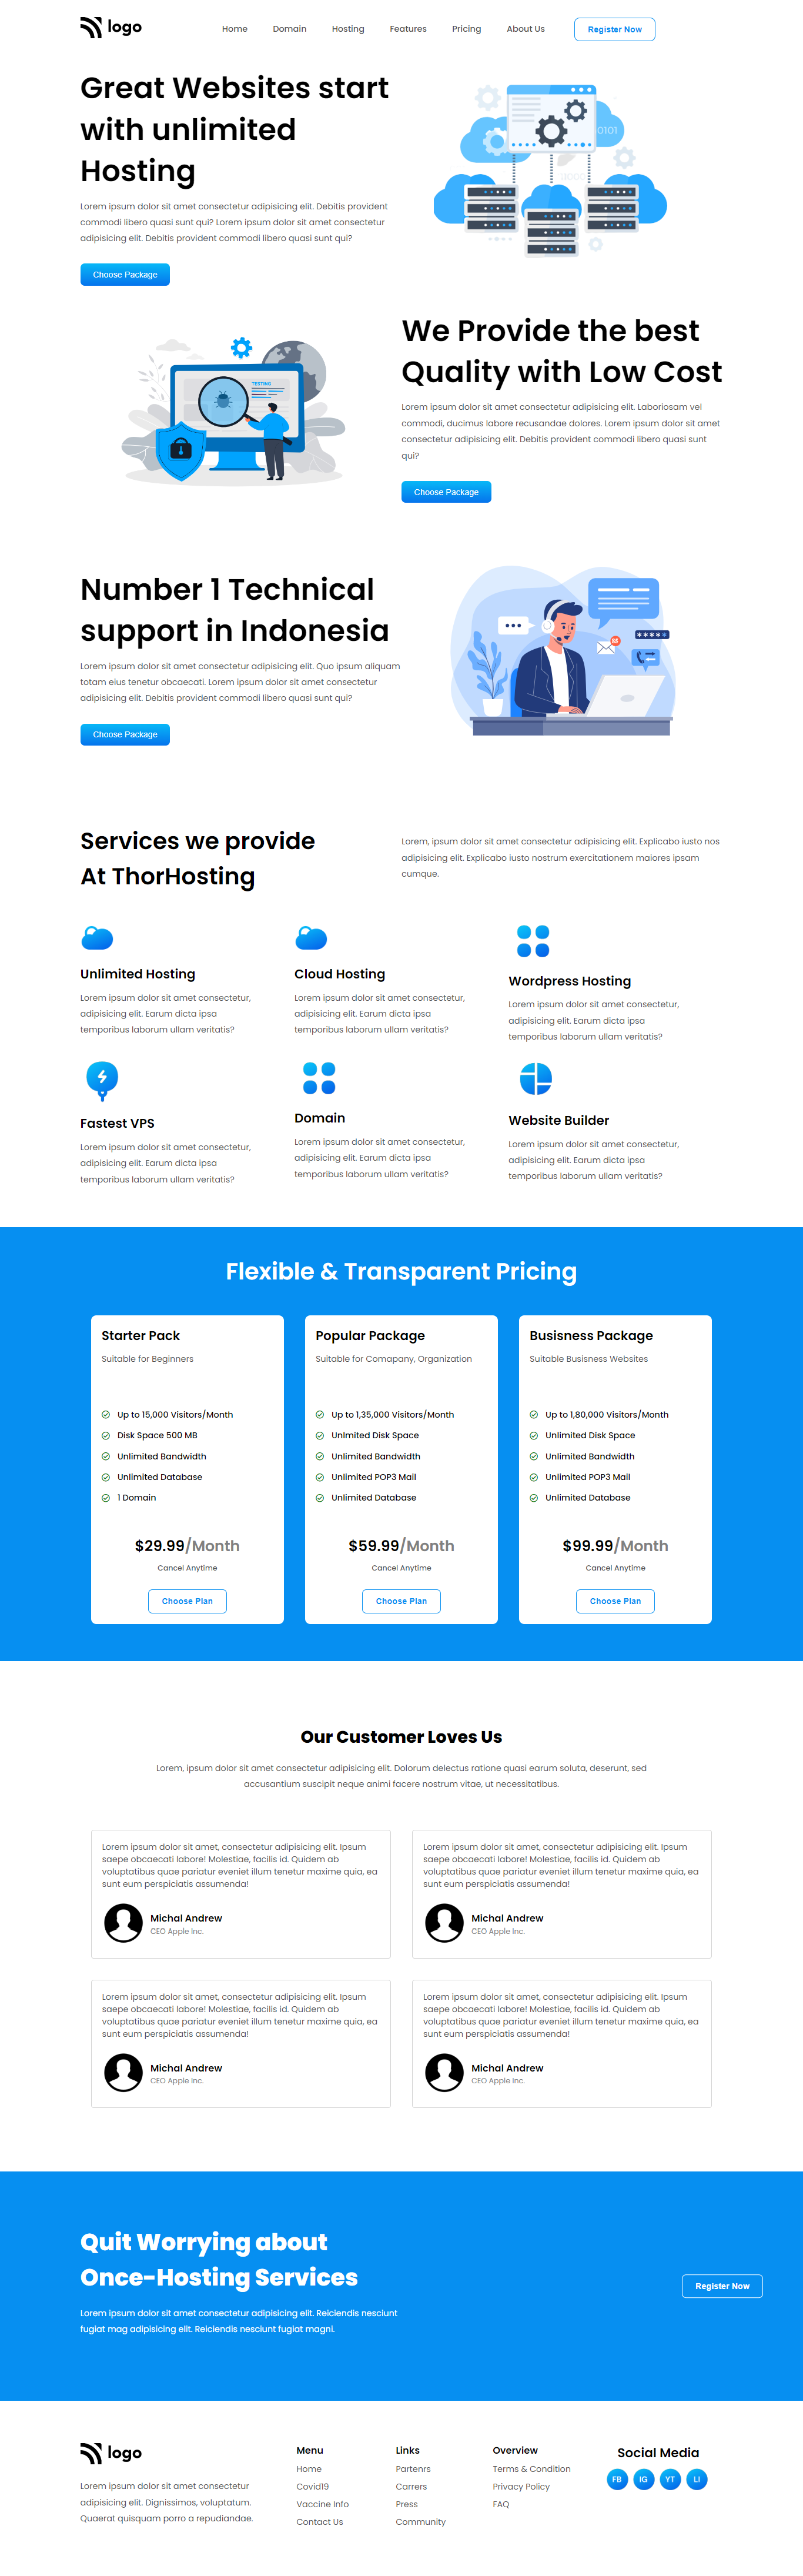 logo
Home Domain Hosting Features Pricing About Us Register Now
Great Websites start
with unlimited
Hosting
Lorem ipsum dolor sit amet consectetur adipisicing elit. Debitis provident
commodi libero quasi sunt qui? Lorem ipsum dolor sit amet consectetur
adipisicing elit. Debitis provident commodi libero quasi sunt qui?
Choose Package
TESTING
We Provide the best
Quality with Low Cost
Lorem ipsum dolor sit amet consectetur adipisicing elit. Laboriosam vel
commodi, ducimus labore recusandae dolores. Lorem ipsum dolor sit amet
consectetur adipisicing elit. Debitis provident commodi libero quasi sunt
qui?
Choose Package
Number 1 Technical
support in Indonesia
Lorem ipsum dolor sit amet consectetur adipisicing elit. Quo ipsum aliquam
totam eius tenetur obcaecati. Lorem ipsum dolor sit amet consectetur
adipisicing elit. Debitis provident commodi libero quasi sunt qui?
Choose Package
Services we provide
At ThorHosting
Lorem, ipsum dolor sit amet consectetur adipisicing elit. Explicabo iusto nos
adipisicing elit. Explicabo iusto nostrum exercitationem maiores ipsam
cumque.
Unlimited Hosting
Lorem ipsum dolor sit amet consectetur,
adipisicing elit. Earum dicta ipsa
temporibus laborum ullam veritatis?
Cloud Hosting
Lorem ipsum dolor sit amet consectetur,
adipisicing elit. Earum dicta ipsa
temporibus laborum ullam veritatis?
Wordpress Hosting
Lorem ipsum dolor sit amet consectetur,
adipisicing elit. Earum dicta ipsa
temporibus laborum ullam veritatis?
Fastest VPS
Lorem ipsum dolor sit amet consectetur,
adipisicing elit. Earum dicta ipsa
temporibus laborum ullam veritatis?
Domain
Lorem ipsum dolor sit amet consectetur,
adipisicing elit. Earum dicta ipsa
temporibus laborum ullam veritatis?
Website Builder
Lorem ipsum dolor sit amet consectetur,
adipisicing elit. Earum dicta ipsa
temporibus laborum ullam veritatis?
Flexible & Transparent Pricing
Starter Pack
Suitable for Beginners
Up to 15,000 Visitors/Month
Disk Space 500 MB
Unlimited Bandwidth
Unlimited Database
1 Domain
$29.99/Month
Cancel Anytime
Choose Plan
Popular Package
Suitable for Comapany, Organization
Up to 1,35,000 Visitors/Month
Unlmited Disk Space
Unlimited Bandwidth
Unlimited POP3 Mail
Unlimited Database
$59.99/Month
Cancel Anytime
Choose Plan
Busisness Package
Suitable Busisness Websites
Up to 1,80,000 Visitors/Month
Unlimited Disk Space
Unlimited Bandwidth
Unlimited POP3 Mail
Unlimited Database
$99.99/Month
Cancel Anytime
Choose Plan
Our Customer Loves Us
Lorem, ipsum dolor sit amet consectetur adipisicing elit. Dolorum delectus ratione quasi earum soluta, deserunt, sed
accusantium suscipit neque animi facere nostrum vitae, ut necessitatibus.
Lorem ipsum dolor sit amet, consectetur adipisicing elit. Ipsum
saepe obcaecati labore! Molestiae, facilis id. Quidem ab
voluptatibus quae pariatur eveniet illum tenetur maxime quia, ea
sunt eum perspiciatis assumenda!
Michal Andrew
CEO Apple Inc.
Lorem ipsum dolor sit amet, consectetur adipisicing elit. Ipsum
saepe obcaecati labore! Molestiae, facilis id. Quidem ab
voluptatibus quae pariatur eveniet illum tenetur maxime quia, ea
sunt eum perspiciatis assumenda!
Michal Andrew
CEO Apple Inc.
Lorem ipsum dolor sit amet, consectetur adipisicing elit. Ipsum
saepe obcaecati labore! Molestiae, facilis id. Quidem ab
voluptatibus quae pariatur eveniet illum tenetur maxime quia, ea
sunt eum perspiciatis assumenda!
Michal Andrew
CEO Apple Inc.
Lorem ipsum dolor sit amet, consectetur adipisicing elit. Ipsum
saepe obcaecati labore! Molestiae, facilis id. Quidem ab
voluptatibus quae pariatur eveniet illum tenetur maxime quia, ea
sunt eum perspiciatis assumenda!
Michal Andrew
CEO Apple Inc.
Quit Worrying about
Once-Hosting Services
Lorem ipsum dolor sit amet consectetur adipisicing elit. Reiciendis nesciunt
fugiat mag adipisicing elit. Reiciendis nesciunt fugiat magni.
Register Now
logo
Lorem ipsum dolor sit amet consectetur
adipisicing elit. Dignissimos, voluptatum.
Quaerat quisquam porro a repudiandae.
Menu
Home
Covid19
Vaccine Info
Contact Us
Links
Partenrs
Carrers
Press
Community
Overview
Terms & Condition
Privacy Policy
FAQ
Social Media
FB IG YT LI